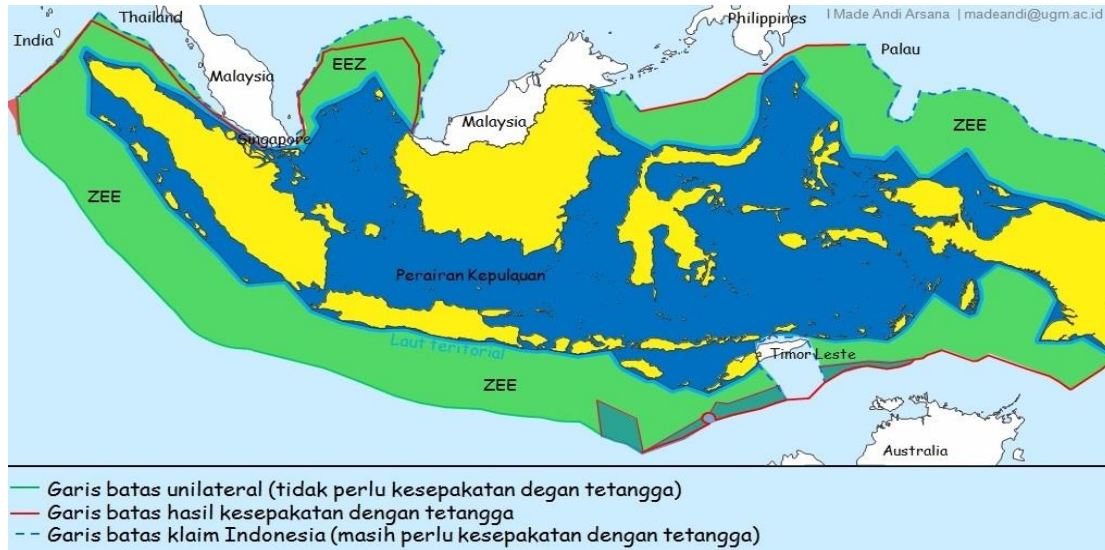 I Made Andi Arsana | madeandi@ugm.ac.id
Thailand
Philippines
India
Palau
EEZ
Malaysia
Malaysia
ZEE
Singapore
ZEE
Perairan Kepulauan
Laut teritorial
Timor Leste
ZEE
Australia
Garis batas unilateral (tidak perlu kesepakatan degan tetangga)
Garis batas hasil kesepakatan dengan tetangga
Garis batas klaim Indonesia (masih perlu kesepakatan dengan tetangga)